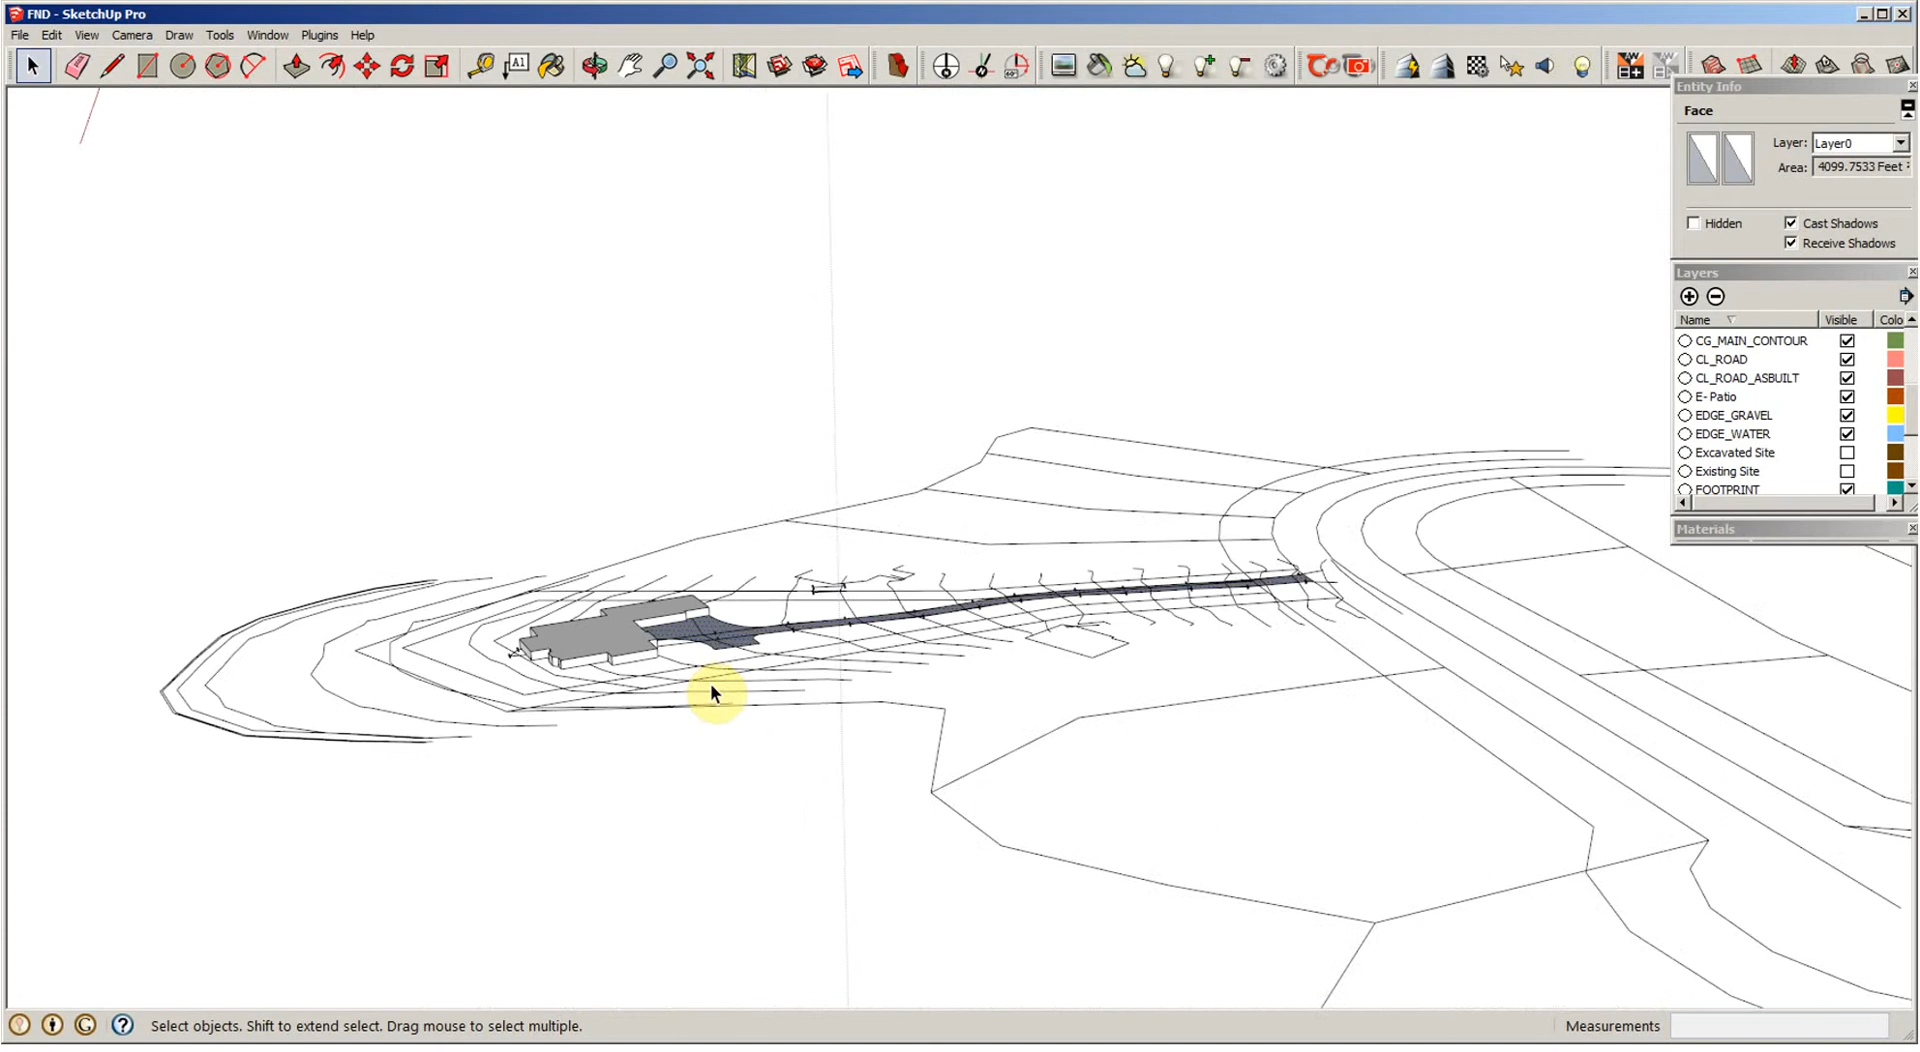 FND - SketchUp Pro
File Edit View Camera Draw Tools Window Plugins Help
A1
Entity Info
Face
Layer: Layer0
Area: 4099.7533 Feet ²
Hidden Cast Shadows
Receive Shadows
Layers
Name Visible Colo
CG_MAIN_CONTOUR
CL_ROAD
CL_ROAD_ASBUILT
E- Patio
EDGE_GRAVEL
EDGE_WATER
Excavated Site
Existing Site
FOOTPRINT
Materials
Select objects. Shift to extend select. Drag mouse to select multiple. Measurements